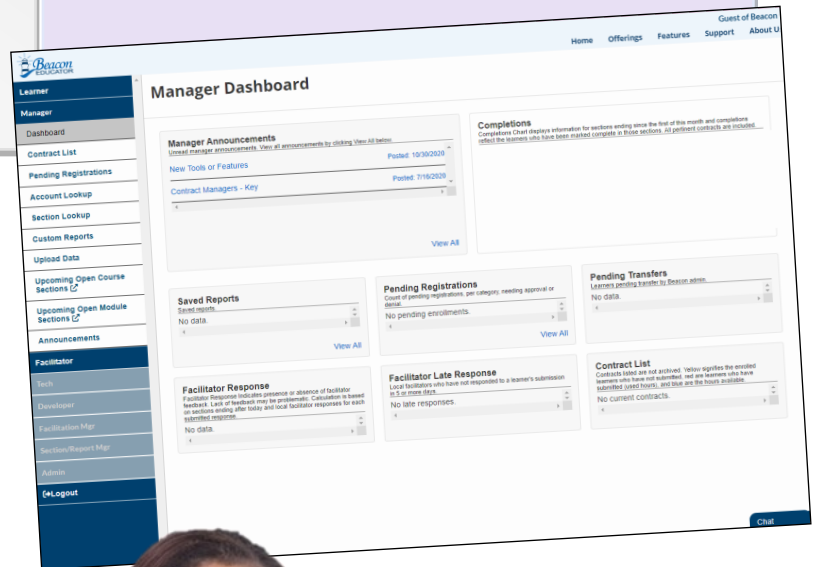 Guest of Beacon
Beacon
EDUCATOR
Home Offerings Features Support About U
Learner
Manager
Dashboard
Contract List
Pending Registrations
Account Lookup
Section Lookup
Custom Reports
Upload Data
Upcoming Open Course
Sections
Upcoming Open Module
Sections
Announcements
Facilitator
Tech
Developer
Facilitation Mgr
Section/Report Mgr
Admin
Logout
Manager Dashboard
Manager Announcements
Unread manager announcements. View all announcements by clicking View All below.
New Tools or Features Posted: 10/30/2020
Contract Managers - Key Posted: 7/16/2020
View All
Completions
Completions Chart displays information for sections ending since the first of this month and completions
reflect the learners who have been marked complete in those sections. All pertinent contracts are included.
Saved Reports
Saved reports.
No data.
View All
Pending Registrations
Count of pending registrations, per category, needing approval or
denial.
No pending enrolments.
View All
Pending Transfers
Learners pending transfer by Beacon admin.
No data.
Facilitator Response
Facilitator Response indicates presence or absence of facilitator
feedback. Lack of feedback may be problematic. Calculation is based
on sections ending after today and local facilitator responses for each
submitted response.
No data.
Facilitator Late Response
Local facilitators who have not responded to a learner's submission
in 5 or more days.
No late responses.
Contract List
Contracts listed are not archived. Yellow signifies the enrolled
learners who have not submitted, red are learners who have
submitted (used hours), and blue are the hours available.
No current contracts.
Chat